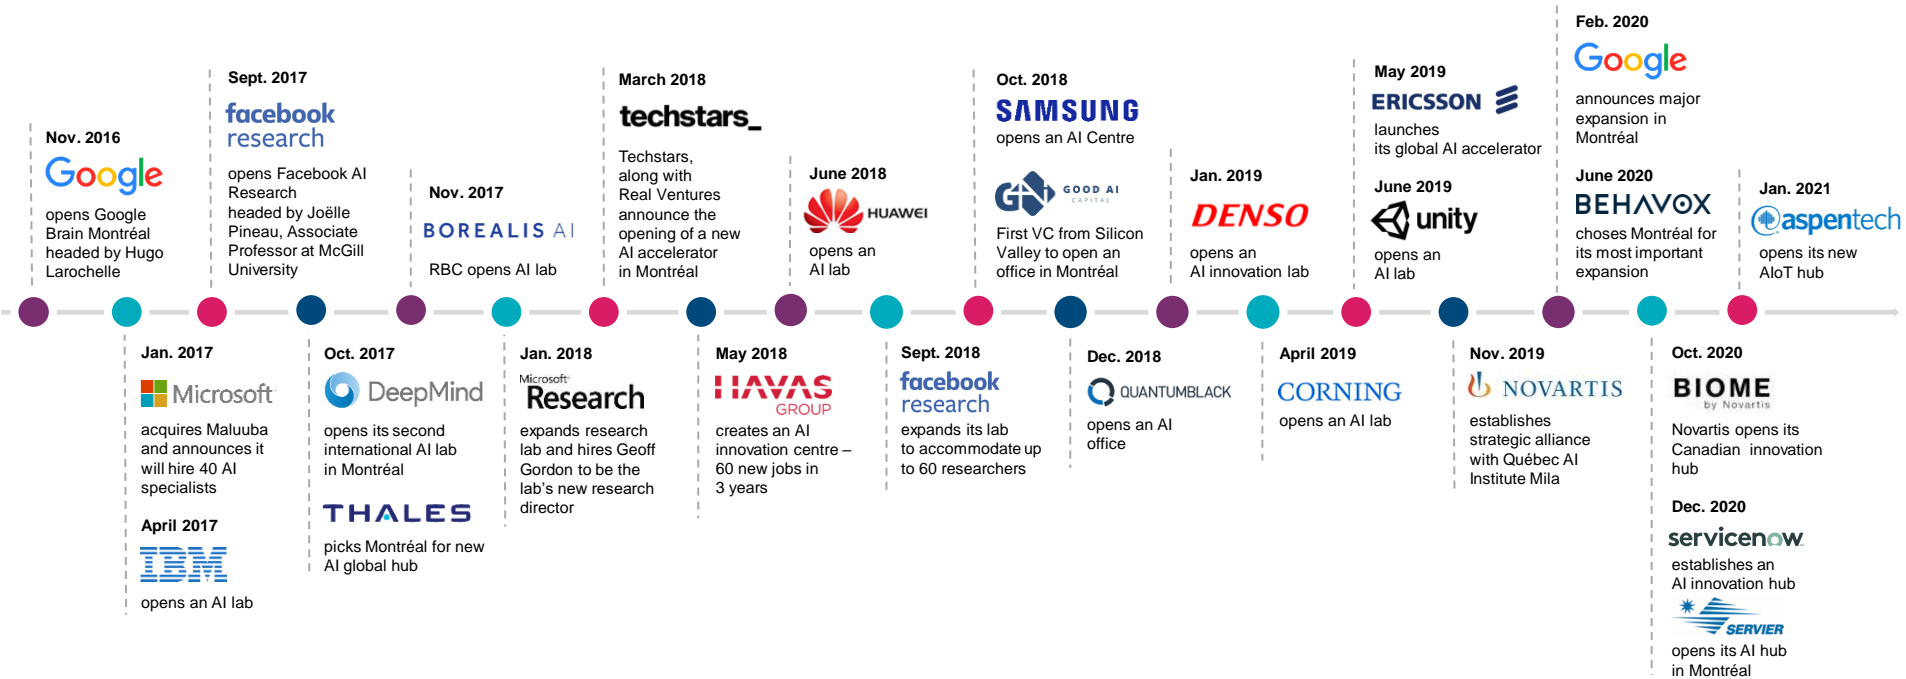 Nov. 2016
Google
opens Google
Brain Montréal
headed by Hugo
Larochelle
Jan. 2017
Microsoft
acquires Maluuba
and announces it
will hire 40 AI
specialists
April 2017
IBM
opens an AI lab
Sept. 2017
facebook
research
opens Facebook AI
Research
headed by Joëlle
Pineau, Associate
Professor at McGill
University
Oct. 2017
DeepMind
opens its second
international AI lab
in Montréal
THALES
picks Montréal for new
AI global hub
Nov. 2017
BOREALIS AI
RBC opens AI lab
Jan. 2018
Microsoft
Research
expands research
lab and hires Geoff
Gordon to be the
lab's new research
director
March 2018
techstars_
Techstars,
along with
Real Ventures
announce the
opening of a new
AI accelerator
in Montréal
May 2018
HAVAS
GROUP
creates an AI
innovation centre –
60 new jobs in
3 years
June 2018
HUAWEI
opens an
AI lab
Sept. 2018
facebook
research
expands its lab
to accommodate up
to 60 researchers
Oct. 2018
SAMSUNG
opens an AI Centre
GOOD AI
CAPITAL
First VC from Silicon
Valley to open an
office in Montréal
Dec. 2018
QUANTUMBLACK
opens an AI
office
Jan. 2019
DENSO
opens an
AI innovation lab
April 2019
CORNING
opens an AI lab
May 2019
ERICSSON
launches
its global AI accelerator
June 2019
unity
opens an
AI lab
Nov. 2019
NOVARTIS
establishes
strategic alliance
with Québec AI
Institute Mila
Feb. 2020
Google
announces major
expansion in
Montréal
June 2020
BEHAVOX
choses Montréal for
its most important
expansion
Oct. 2020
BIOME
by Novartis
Novartis opens its
Canadian innovation
hub
Dec. 2020
servicenow
establishes an
AI innovation hub
SERVIER
opens its AI hub
in Montréal
Jan. 2021
aspentech
opens its new
AIoT hub